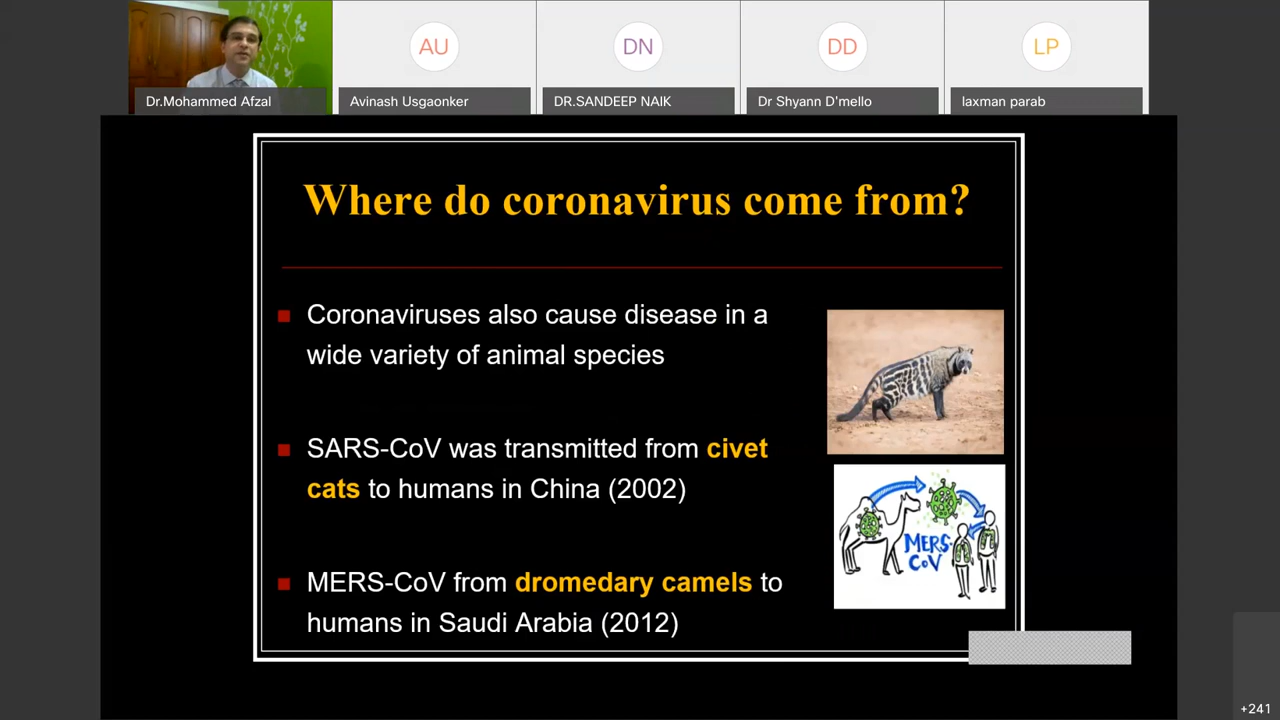 AU
DN
DD
LP
Dr.Mohammed Afzal
Avinash Usgaonker
DR.SANDEEP NAIK
Dr Shyann D'mello
laxman parab
Where do coronavirus come from?
Coronaviruses also cause disease in a
wide variety of animal species
SARS-CoV was transmitted from civet
cats to humans in China (2002)
MERS-CoV from dromedary camels to
humans in Saudi Arabia (2012)
MERS-
CoV
+241